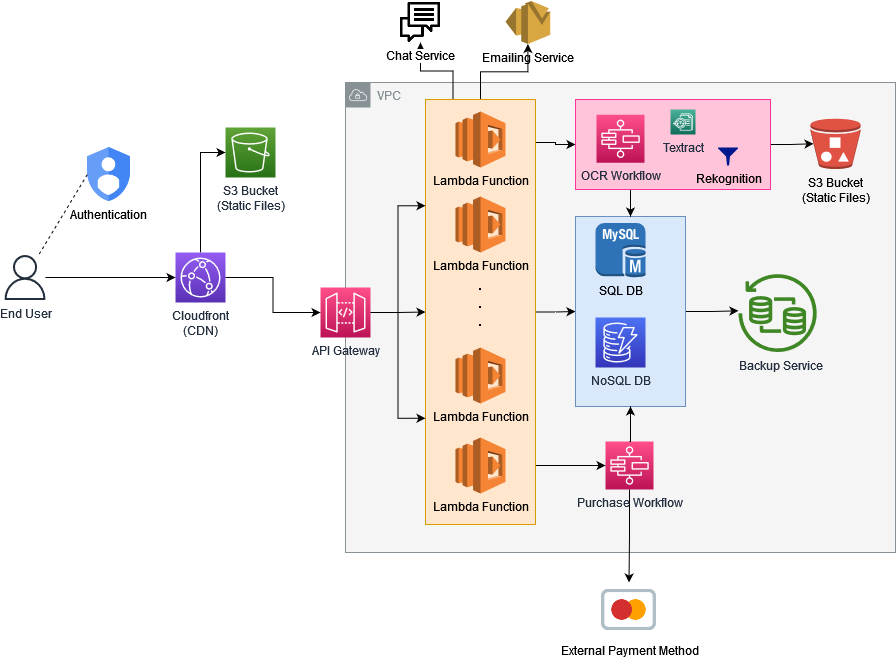 Chat Service
Emailing Service
VPC
Lambda Function
OCR Workflow
Textract
Rekognition
S3 Bucket
(Static Files)
S3 Bucket
(Static Files)
Authentication
Lambda Function
MySQL
M
SQL DB
End User
Cloudfront
(CDN)
</>
API Gateway
NoSQL DB
Backup Service
Lambda Function
Lambda Function
Purchase Workflow
External Payment Method